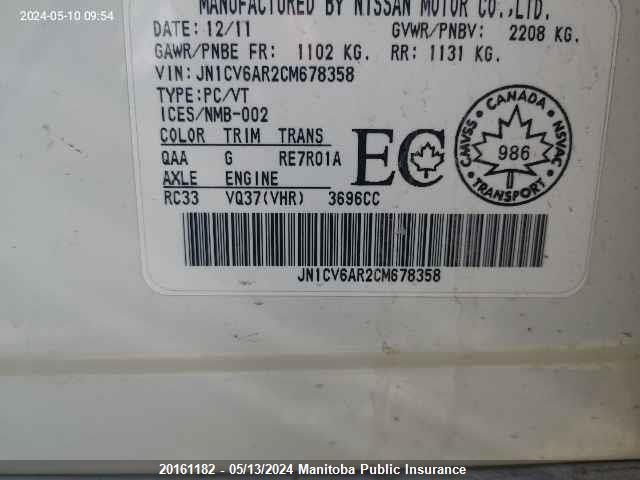 2024-05-10 09:54
MANUFACTURED BY NISSAN MOTOR CO.,LTD.
DATE: 12/11 GVWR/PNBV: 2208 KG.
GAWR/PNBE FR: 1102 KG. RR: 1131 KG.
VIN: JN1CV6AR2CM678358
TYPE:PC/VT
ICES/NMB-002
COLOR TRIM TRANS
QAA G RE7R01A
AXLE ENGINE
RC33 VQ37(VHR) 3696CC
EC
CANADA
CMVSS
NSVAC
986
TRANSPORT
JN1CV6AR2CM678358
20161182 - 05/13/2024 Manitoba Public Insurance